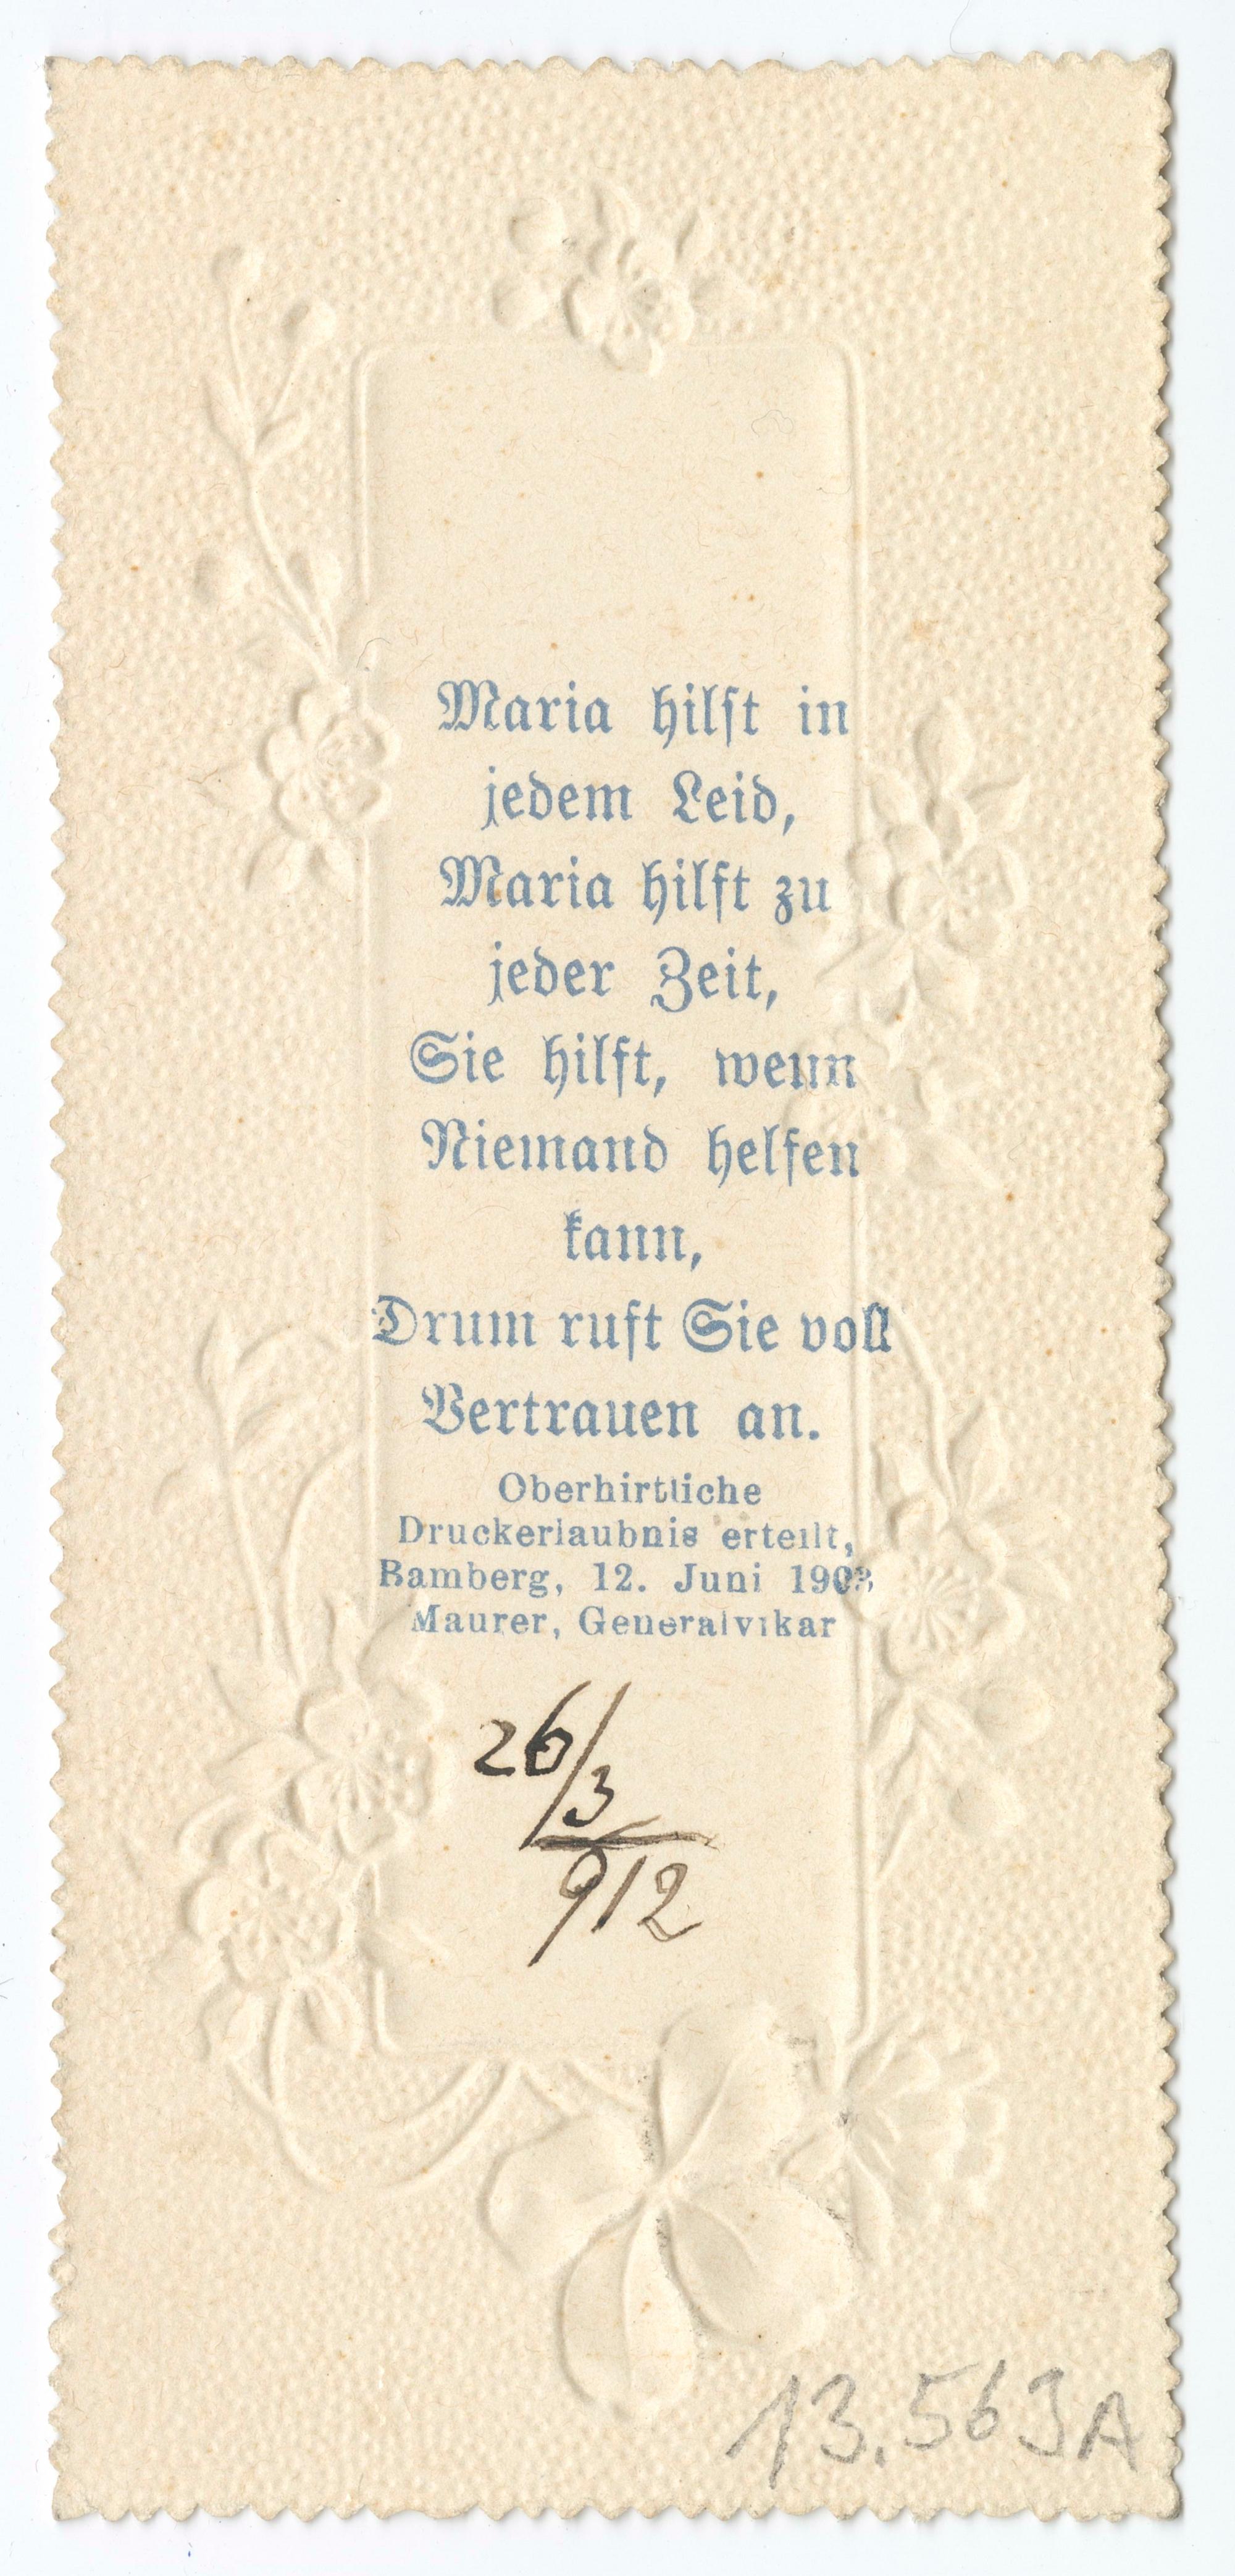 Maria hilft in
jedem Leid,
Maria hilft zu
jeder Zeit,
Sie hilft, wenn
Niemand helfen
kann,
Drum ruft Sie voll
Vertrauen an.
Oberhirtliche
Druckerlaubnis erteilt,
Bamberg, 12. Juni 1903
Maurer, Generalvikar
26/3
912
13.563A